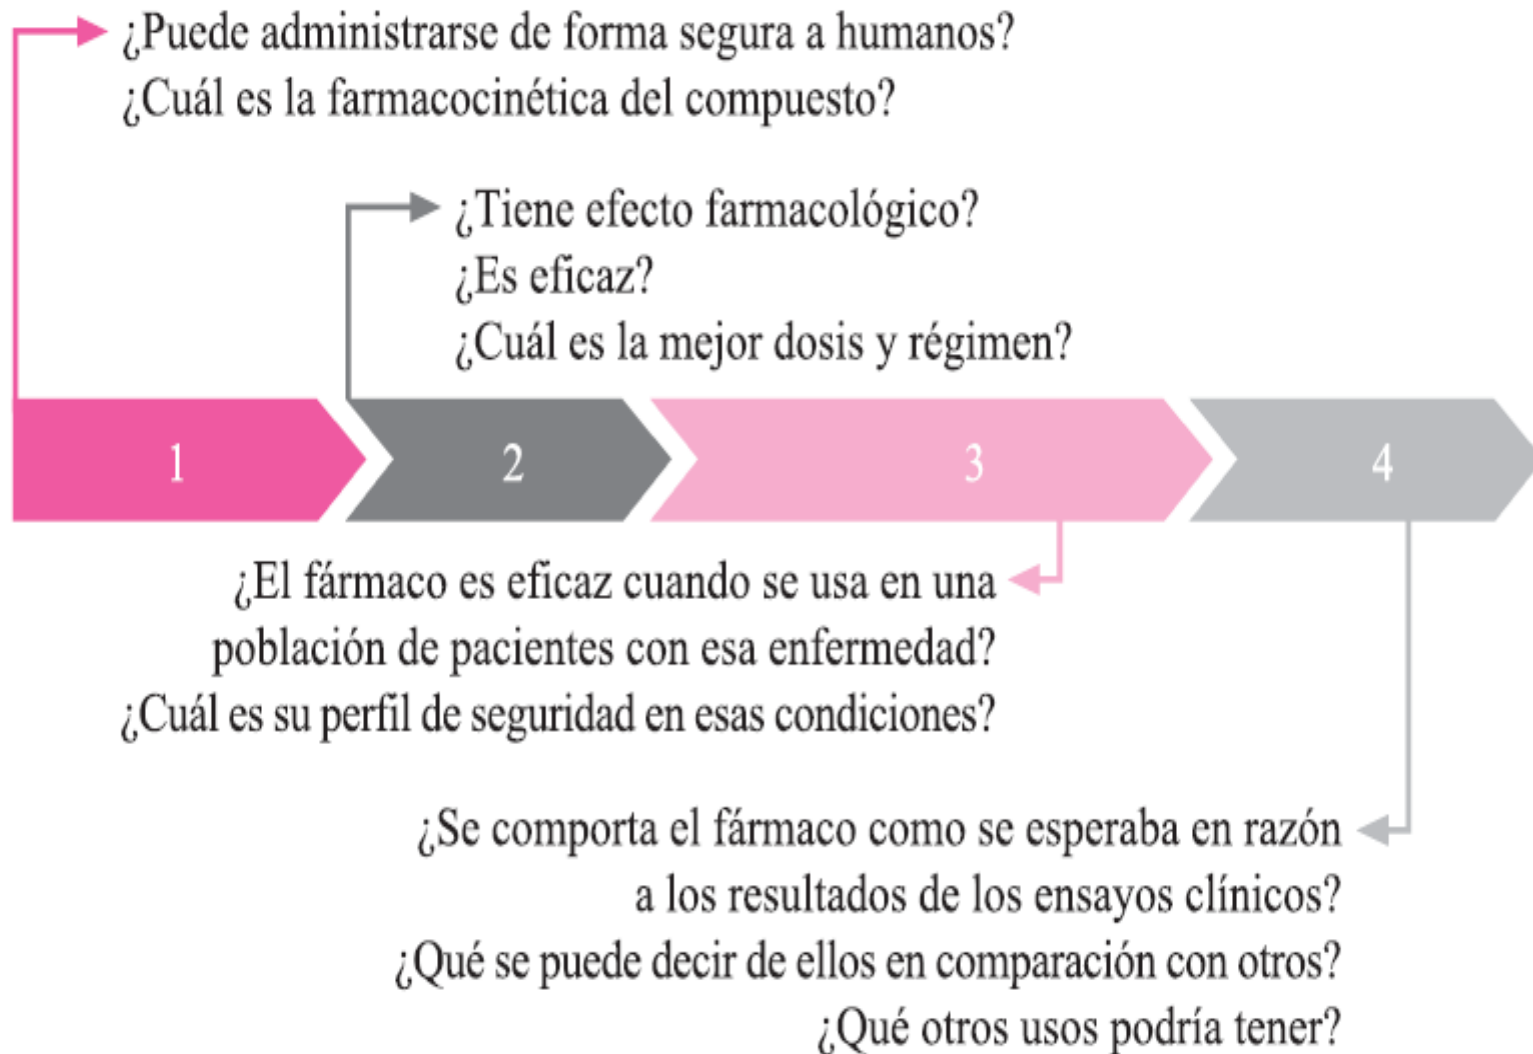 ¿Puede administrarse de forma segura a humanos?
¿Cuál es la farmacocinética del compuesto?
¿Tiene efecto farmacológico?
¿Es eficaz?
¿Cuál es la mejor dosis y régimen?
1
2
3
4
¿El fármaco es eficaz cuando se usa en una
población de pacientes con esa enfermedad?
¿Cuál es su perfil de seguridad en esas condiciones?
¿Se comporta el fármaco como se esperaba en razón
a los resultados de los ensayos clínicos?
¿Qué se puede decir de ellos en comparación con otros?
¿Qué otros usos podría tener?